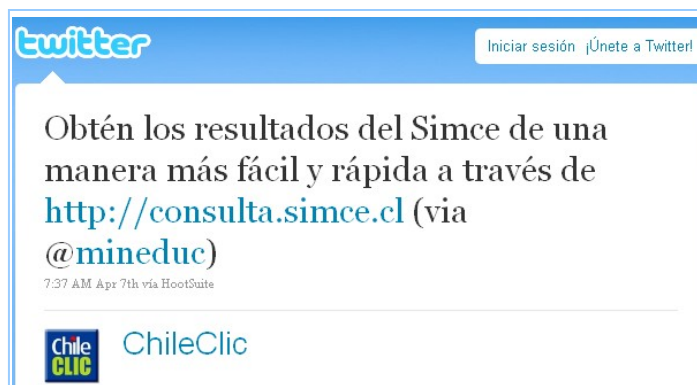 twitter
Iniciar sesión ¡Únete a Twitter!
Obtén los resultados del Simce de una
manera más fácil y rápida a través de
http://consulta.simce.cl (via
@mineduc)
7:37 AM Apr 7th vía HootSuite
Chile
CLIC
ChileClic